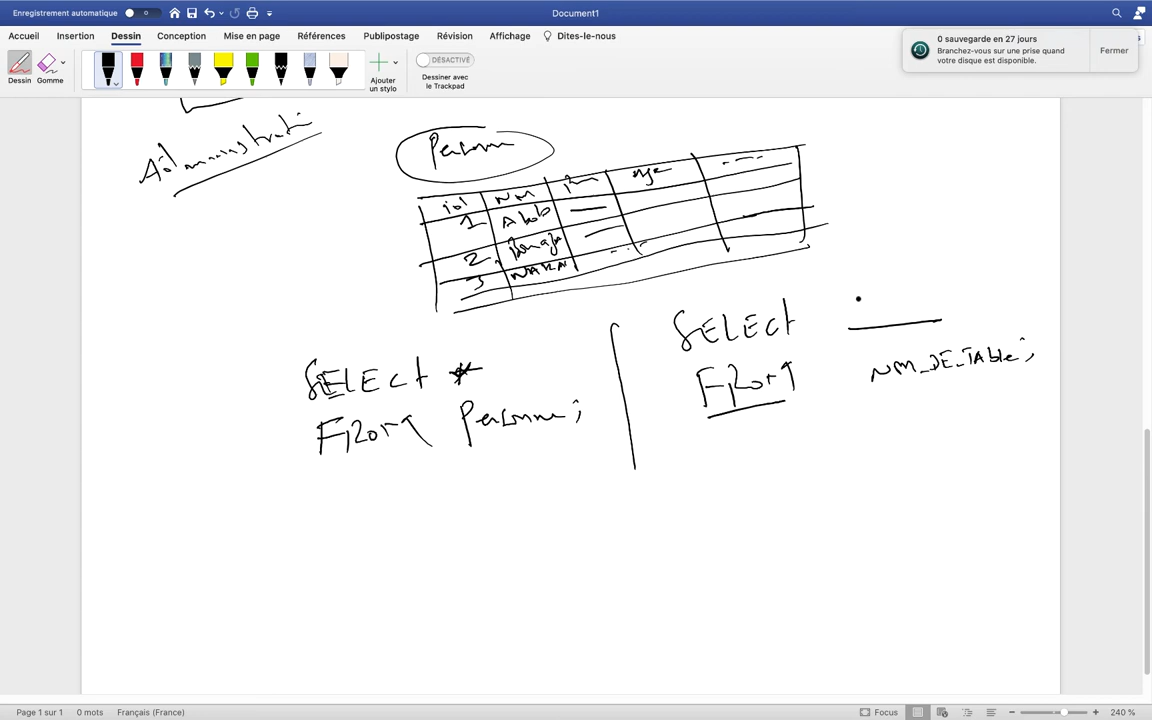 Enregistrement automatique
Document1
Accueil Insertion Dessin Conception Mise en page Références Publipostage Révision Affichage Dites-le-nous
0 sauvegarde en 27 jours
Branchez-vous sur une prise quand
votre disque est disponible.
Fermer
Dessin Gomme
Ajouter
un stylo
DÉSACTIVÉ
Dessiner avec
le Trackpad
Administrati
Personne
id NM age
1
2
3
SELECT *
FROM Personne;
SELECT
FROM NM_DE_TAble;
Page 1 sur 1 0 mots Français (France) Focus 240 %